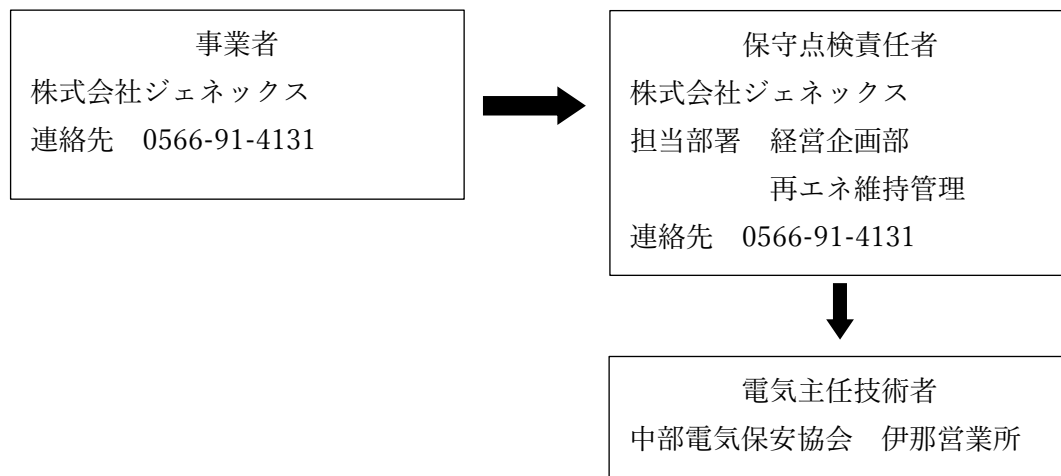 事業者
株式会社ジェネックス
連絡先　0566-91-4131
保守点検責任者
株式会社ジェネックス
担当部署　経営企画部
再エネ維持管理
連絡先　0566-91-4131
電気主任技術者
中部電気保安協会　伊那営業所